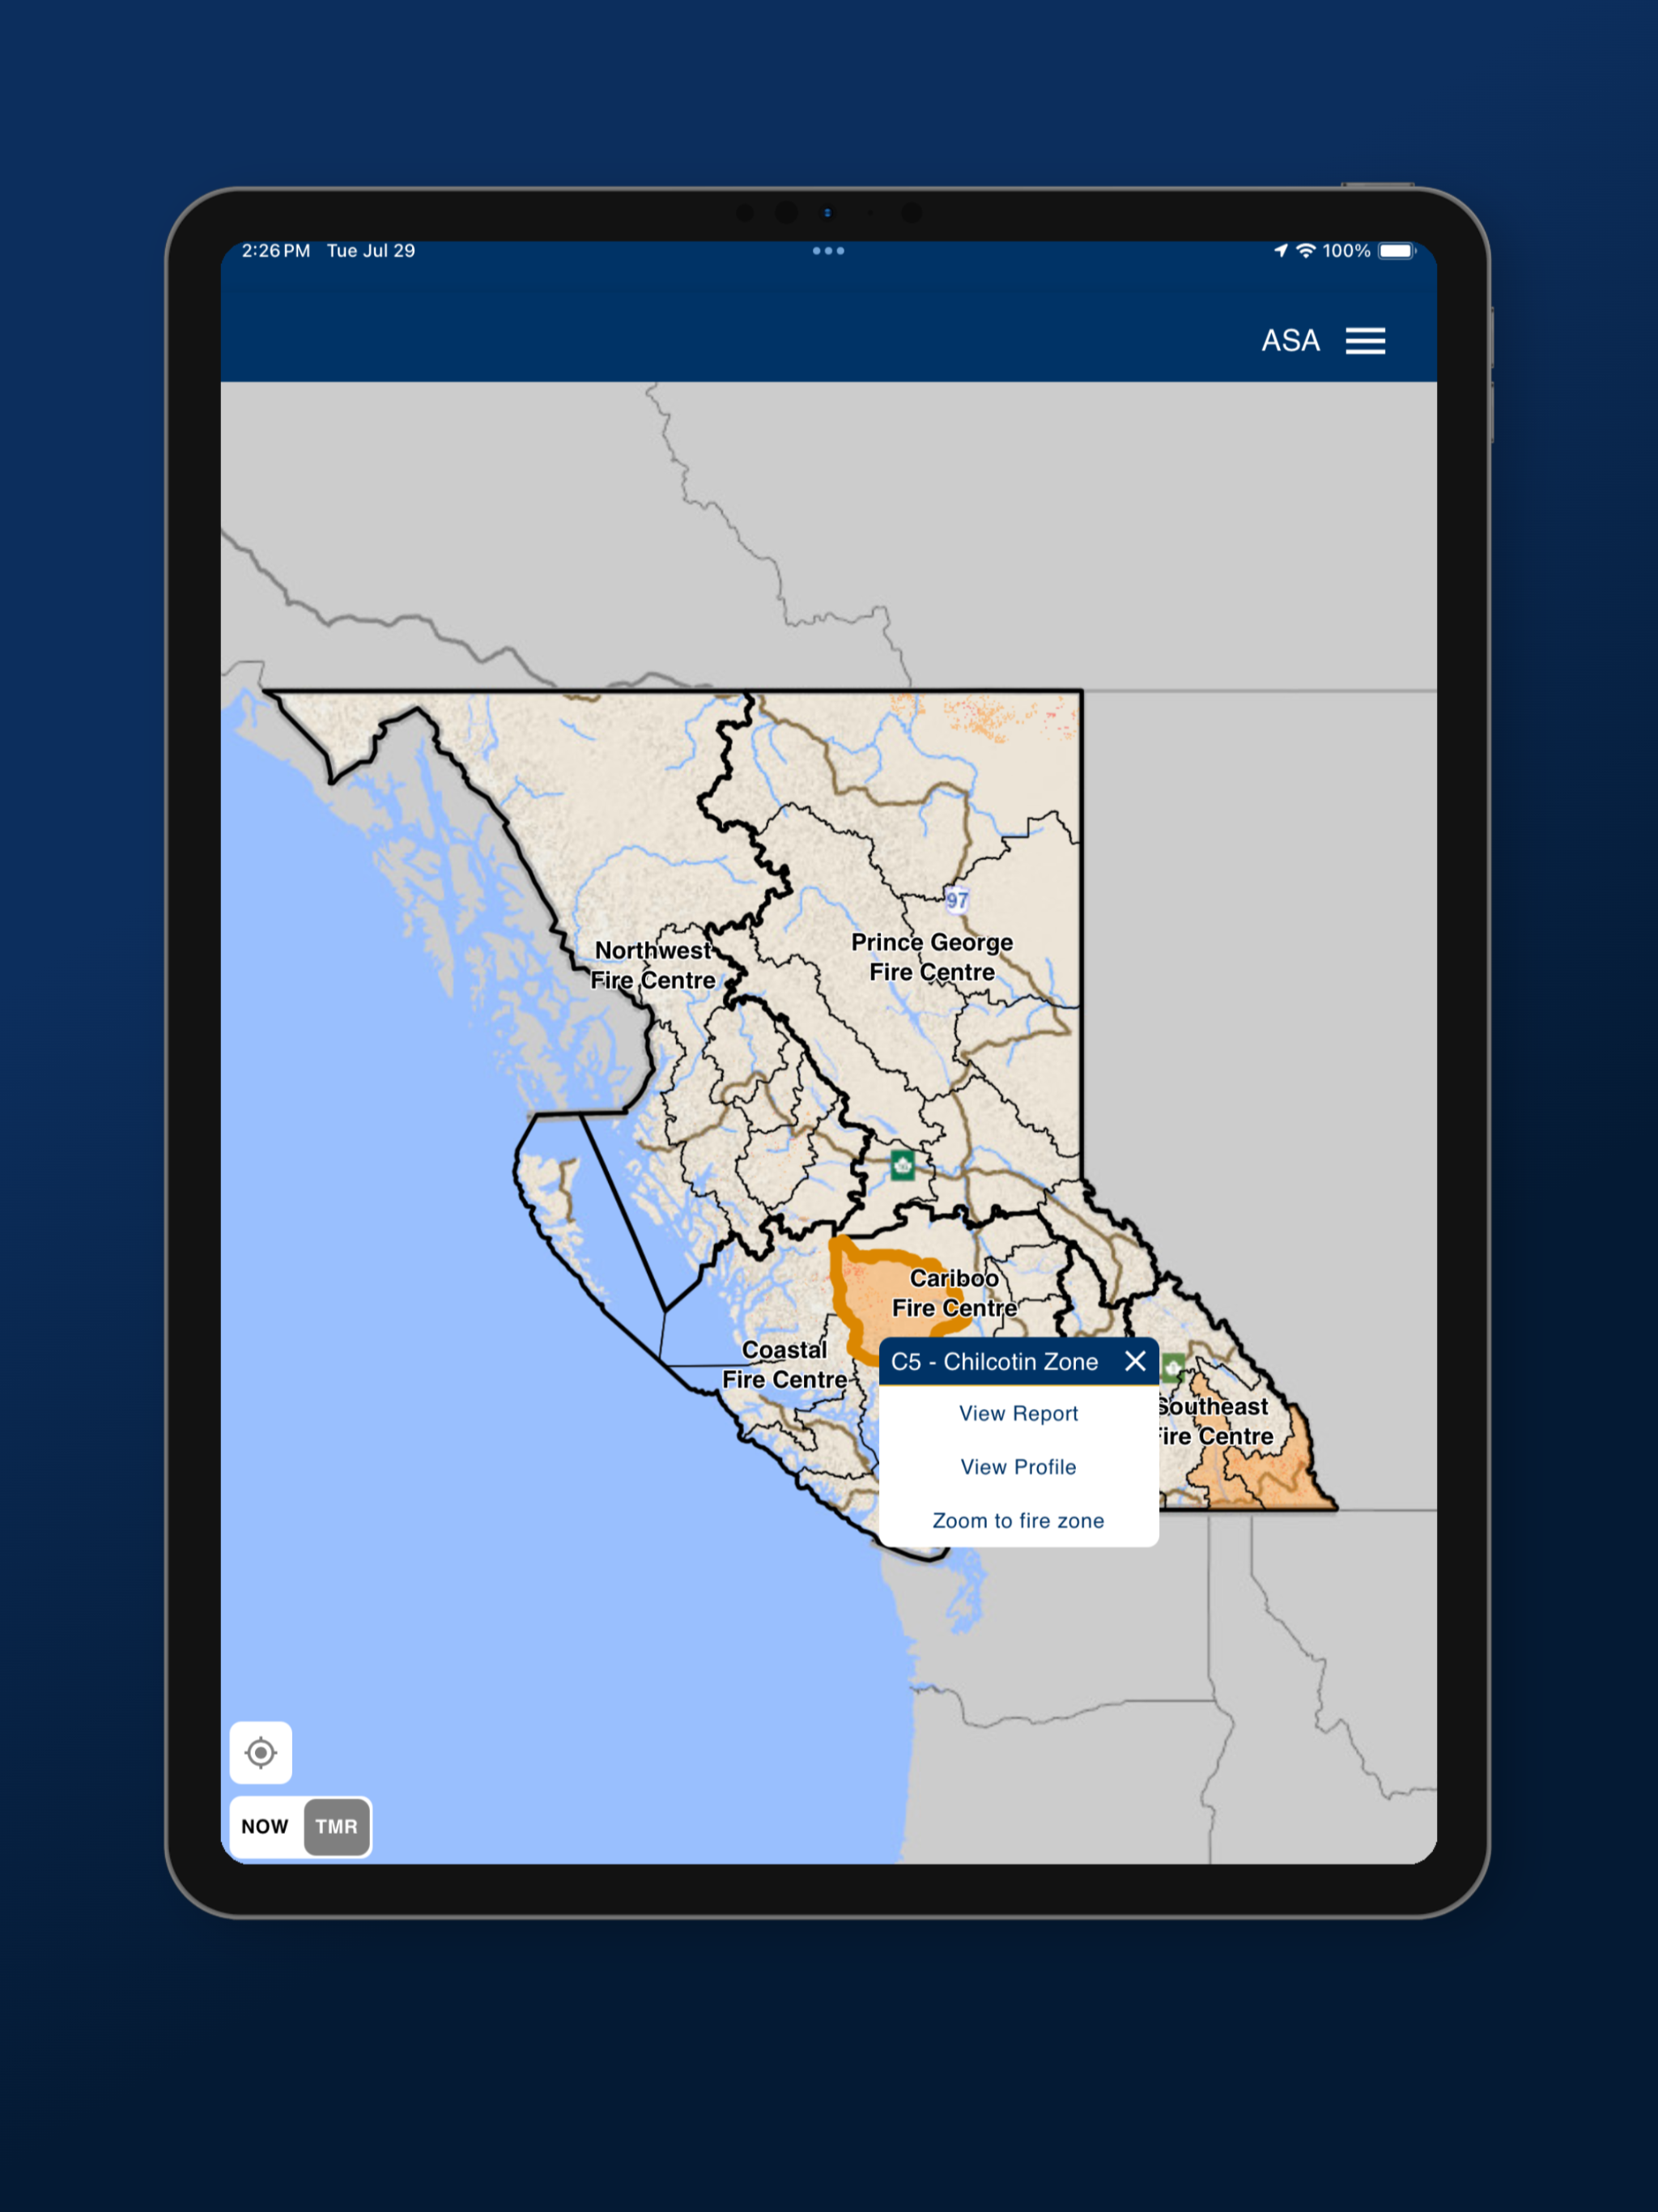 2:26 PM Tue Jul 29
100%
ASA
97
Northwest
Fire Centre
Prince George
Fire Centre
Cariboo
Fire Centre
Coastal
Fire Centre
C5 - Chilcotin Zone
View Report
View Profile
Zoom to fire zone
Southeast
Fire Centre
NOW TMR